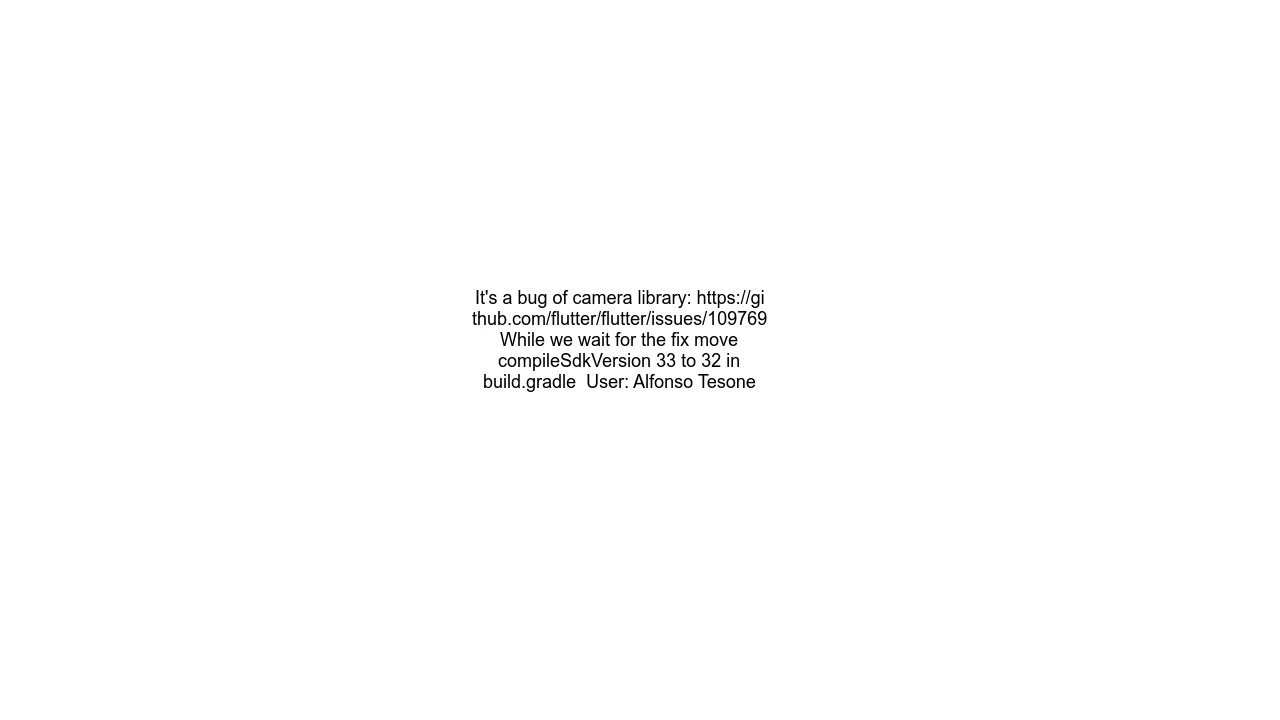 It's a bug of camera library: https://gi
thub.com/flutter/flutter/issues/109769
While we wait for the fix move
compileSdkVersion 33 to 32 in
build.gradle  User: Alfonso Tesone